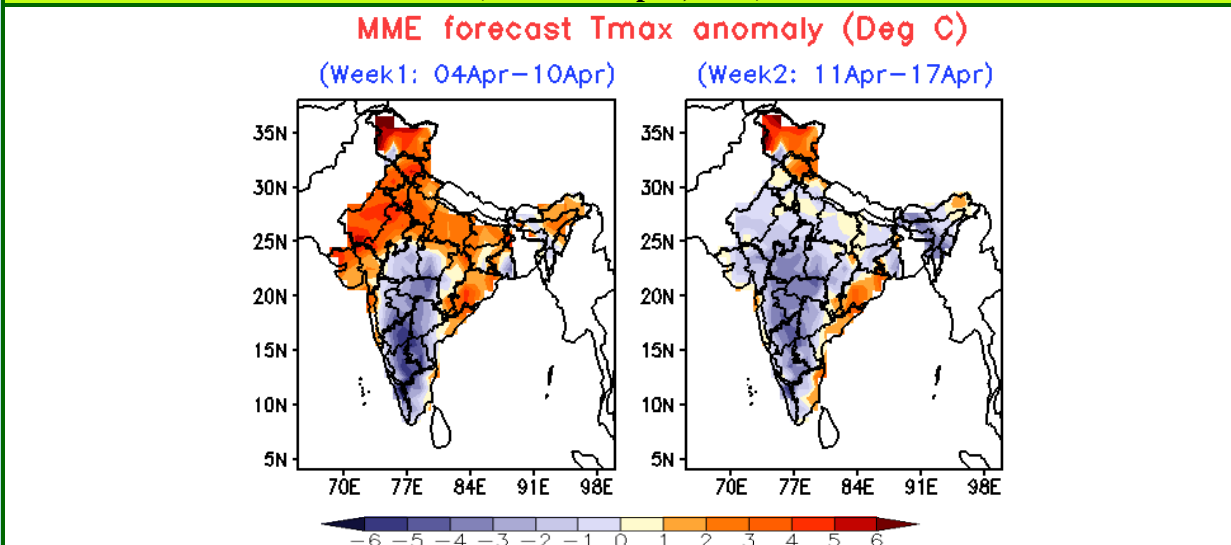 MME forecast Tmax anomaly (Deg C)
(Week1: 04Apr-10Apr) (Week2: 11Apr-17Apr)
35N 35N
30N 30N
25N 25N
20N 20N
15N 15N
10N 10N
5N 5N
70E 77E 84E 91E 98E 70E 77E 84E 91E 98E
-6 -5 -4 -3 -2 -1 0 1 2 3 4 5 6